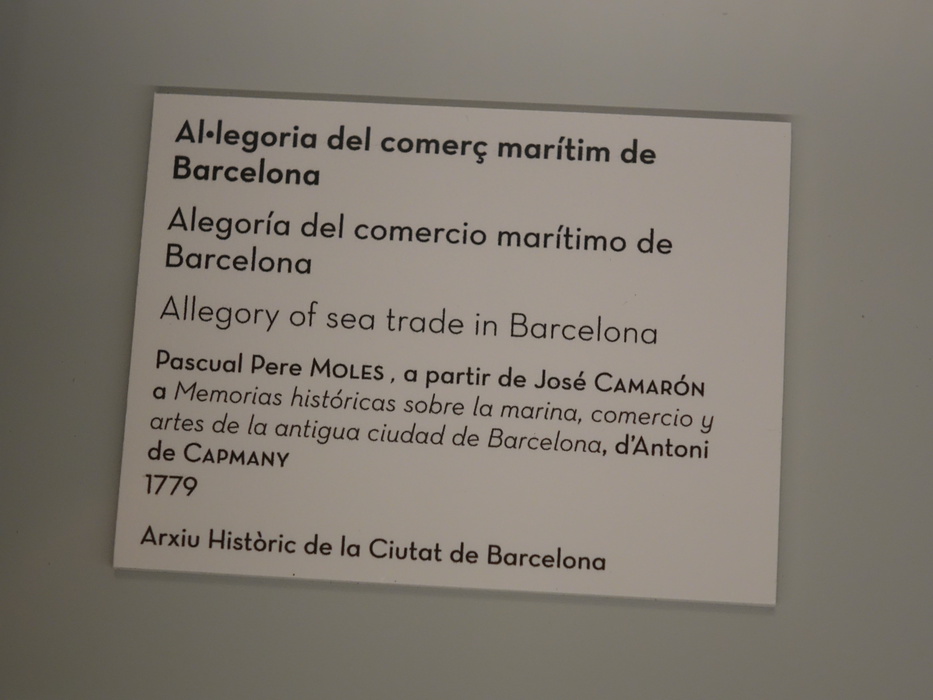 Al•legoria del comerç marítim de
Barcelona
Alegoría del comercio marítimo de
Barcelona
Allegory of sea trade in Barcelona
Pascual Pere MOLES , a partir de José CAMARÓN
a Memorias históricas sobre la marina, comercio y
artes de la antigua ciudad de Barcelona, d'Antoni
de CAPMANY
1779
Arxiu Històric de la Ciutat de Barcelona